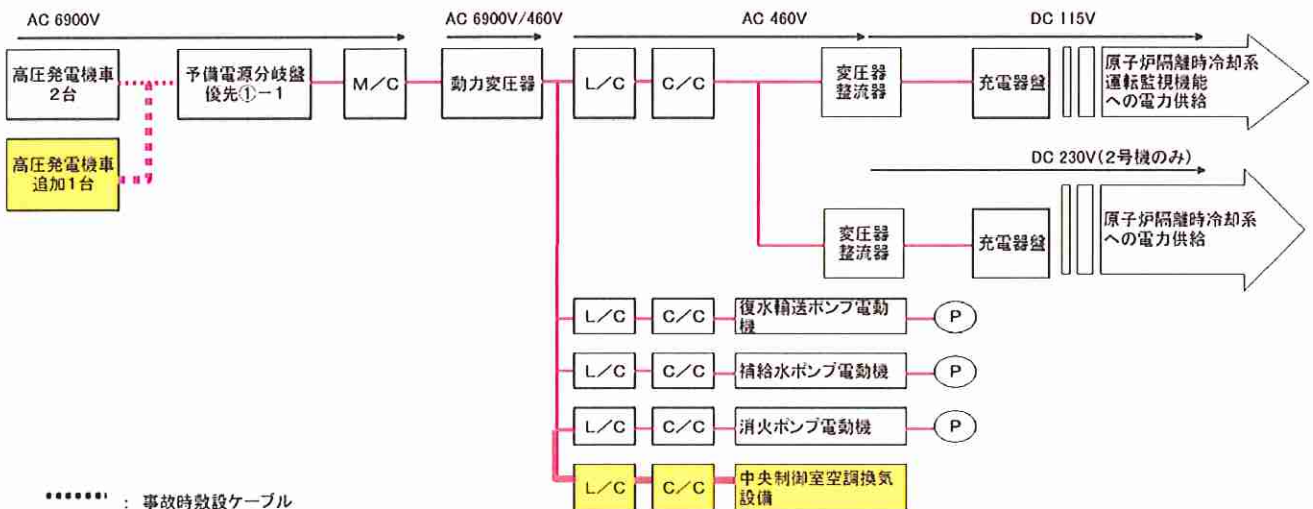 AC 6900V
AC 6900V/460V
AC 460V
DC 115V
高圧発電機車
2台
予備電源分岐盤
優先①-1
M/C
動力変圧器
L/C
C/C
変圧器
整流器
充電器盤
原子炉隔離時冷却系
運転監視機能
への電力供給
高圧発電機車
追加1台
DC 230V(2号機のみ)
変圧器
整流器
充電器盤
原子炉隔離時冷却系
への電力供給
L/C
C/C
復水輸送ポンプ電動
機
P
L/C
C/C
補給水ポンプ電動機
P
L/C
C/C
消火ポンプ電動機
P
L/C
C/C
中央制御室空調換気
設備
: 事故時敷設ケーブル